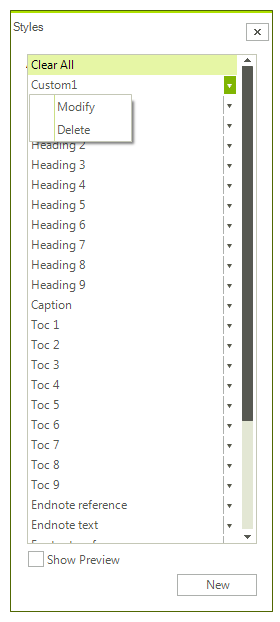 Styles
Clear All
Custom1
Modify
Delete
Heading 2
Heading 3
Heading 4
Heading 5
Heading 6
Heading 7
Heading 8
Heading 9
Caption
Toc 1
Toc 2
Toc 3
Toc 4
Toc 5
Toc 6
Toc 7
Toc 8
Toc 9
Endnote reference
Endnote text
Show Preview
New